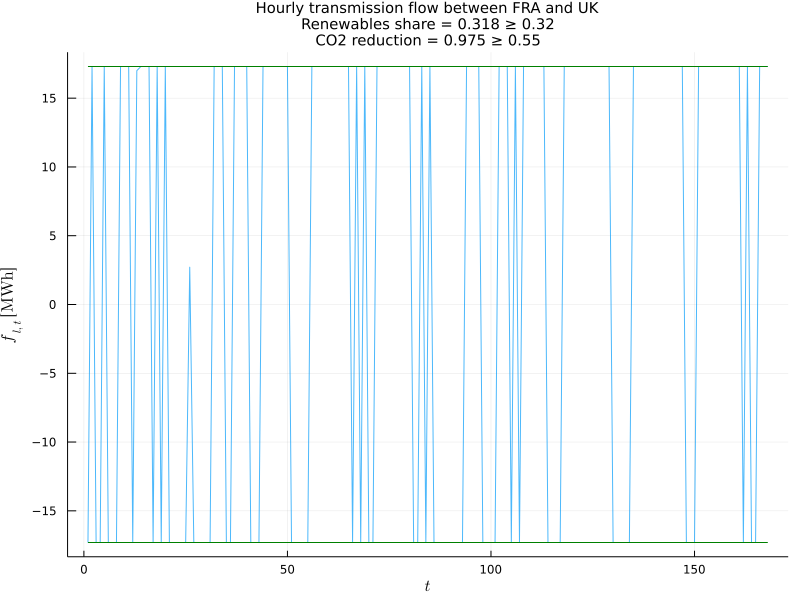 Hourly transmission flow between FRA and UK
Renewables share = 0.318 ≥ 0.32
CO2 reduction = 0.975 ≥ 0.55
15
10
5
0
−5
−10
−15
f_{l,t} [MWh]
0
50
100
150
t